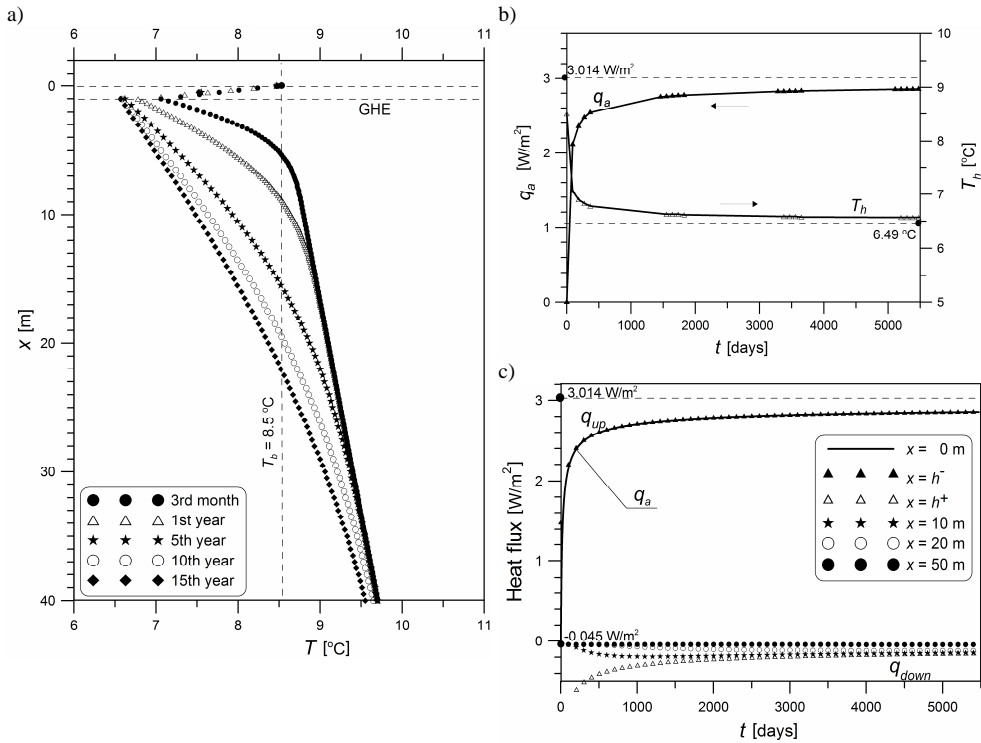 a)
6 7 8 9 10 11
0
10
20
30
40
x [m]
GHE
T_b = 8.5 °C
3rd month
1st year
5th year
10th year
15th year
6 7 8 9 10 11
T [°C]
b)
3.014 W/m²
q_a
T_h
6.49 °C
3
2
1
0
q_a [W/m²]
10
9
8
7
6
5
T_h [°C]
0 1000 2000 3000 4000 5000
t [days]
c)
3.014 W/m²
q_up
q_a
x = 0 m
x = h⁻
x = h⁺
x = 10 m
x = 20 m
x = 50 m
-0.045 W/m²
q_down
3
2
1
0
Heat flux [W/m²]
0 1000 2000 3000 4000 5000
t [days]